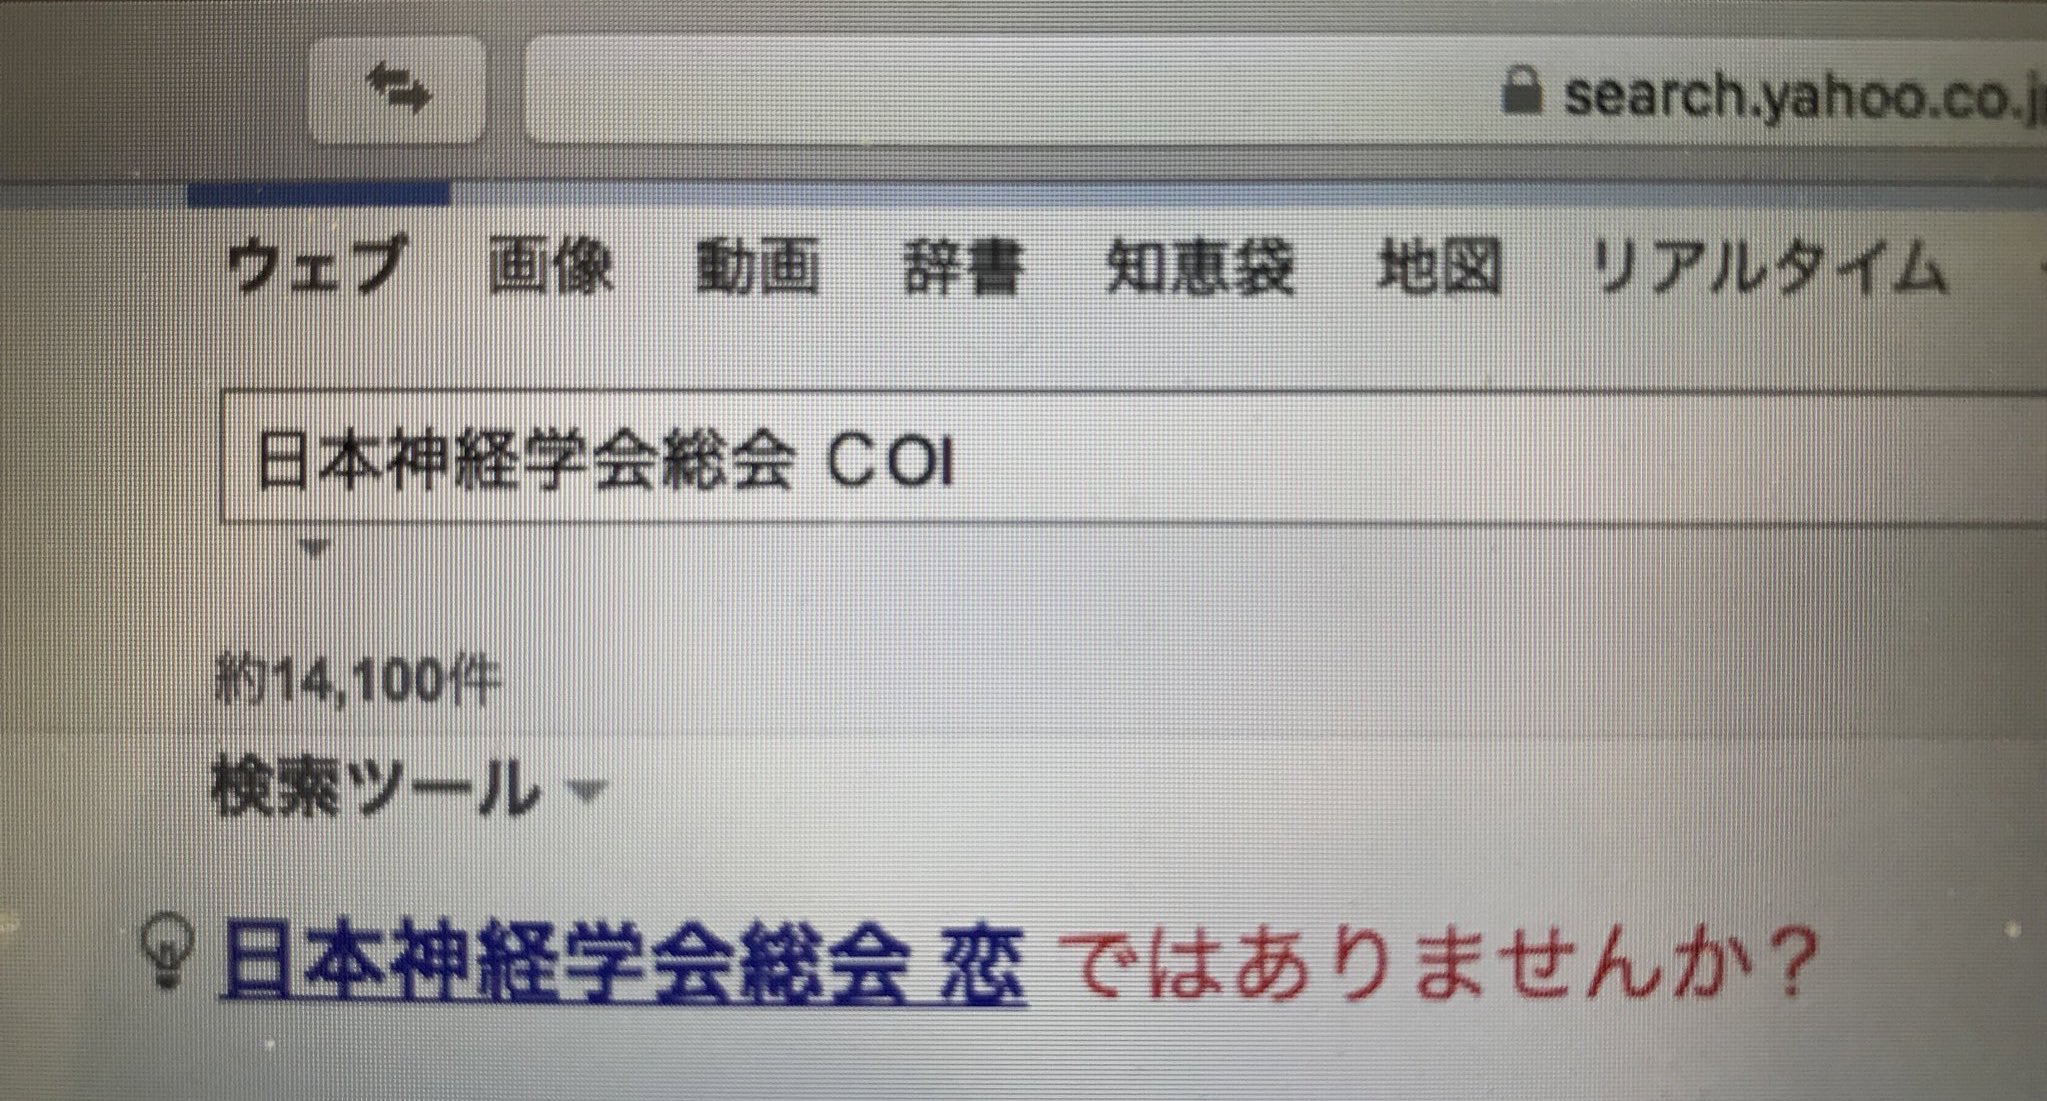 search.yahoo.co.j
ウェブ 画像 動画 辞書 知恵袋 地図 リアルタイム
日本神経学会総会 COI
約14,100件
検索ツール
日本神経学会総会 恋 ではありませんか?